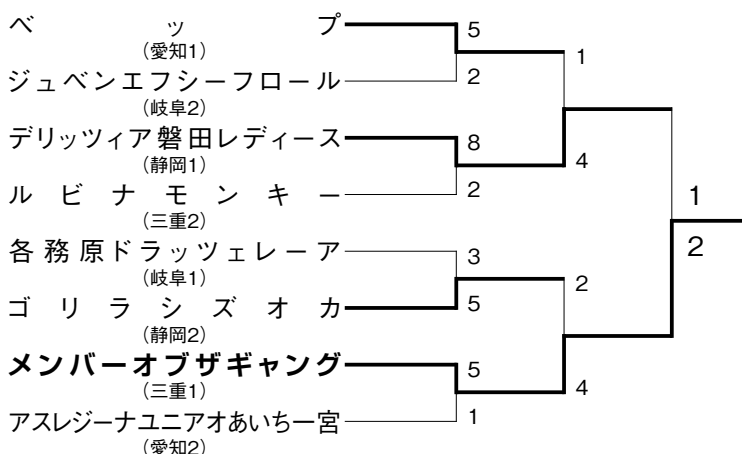 ベップ
(愛知1)
ジュベンエフシーフロール
(岐阜2)
デリッツィア磐田レディース
(静岡1)
ルビナモンキー
(三重2)
各務原ドラッツェレーア
(岐阜1)
ゴリラシズオカ
(静岡2)
メンバーオブザギャング
(三重1)
アスレジーナユニアオあいち一宮
(愛知2)
5
2
8
2
3
5
5
1
1
4
2
4
1
2